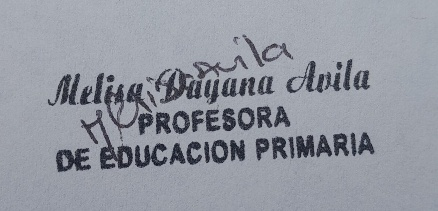 Melisa Dayana Avila
PROFESORA
DE EDUCACION PRIMARIA